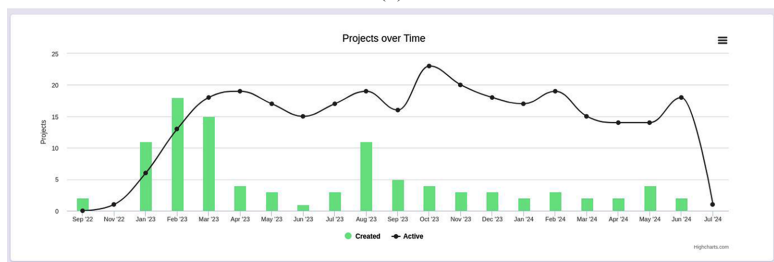 Projects over Time
25
20
15
10
5
0
Projects
Sep '22 Nov '22 Jan '23 Feb '23 Mar '23 Apr '23 May '23 Jun '23 Jul '23 Aug '23 Sep '23 Oct '23 Nov '23 Dec '23 Jan '24 Feb '24 Mar '24 Apr '24 May '24 Jun '24 Jul '24
Created Active
Highcharts.com